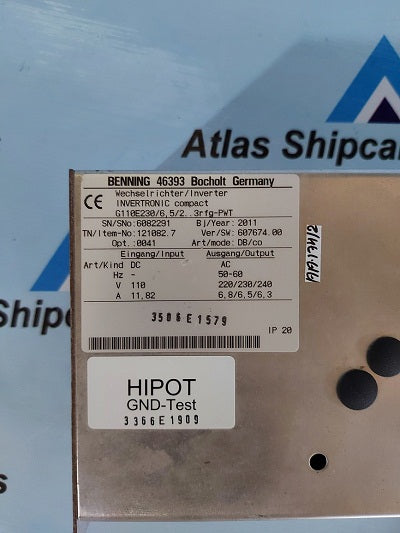 Atlas Shipcar
BENNING 46393 Bocholt Germany
CE
Wechselrichter/Inverter
INVERTRONIC compact
G110E230/6,5/2..3rfg-PWT
SN/SNo: 6082291 Bj/Year: 2011
TN/Item-No: 121082.7 Ver/SW: 607674.00
Opt.: 0041 Art/mode: DB/co
Eingang/Input Ausgang/Output
Art/Kind DC AC
Hz - 50-60
V 110 220/230/240
A 11,82 6,8/6,5/6,3
3506E1579
IP 20
HIPOT
GND-Test
3366E1909